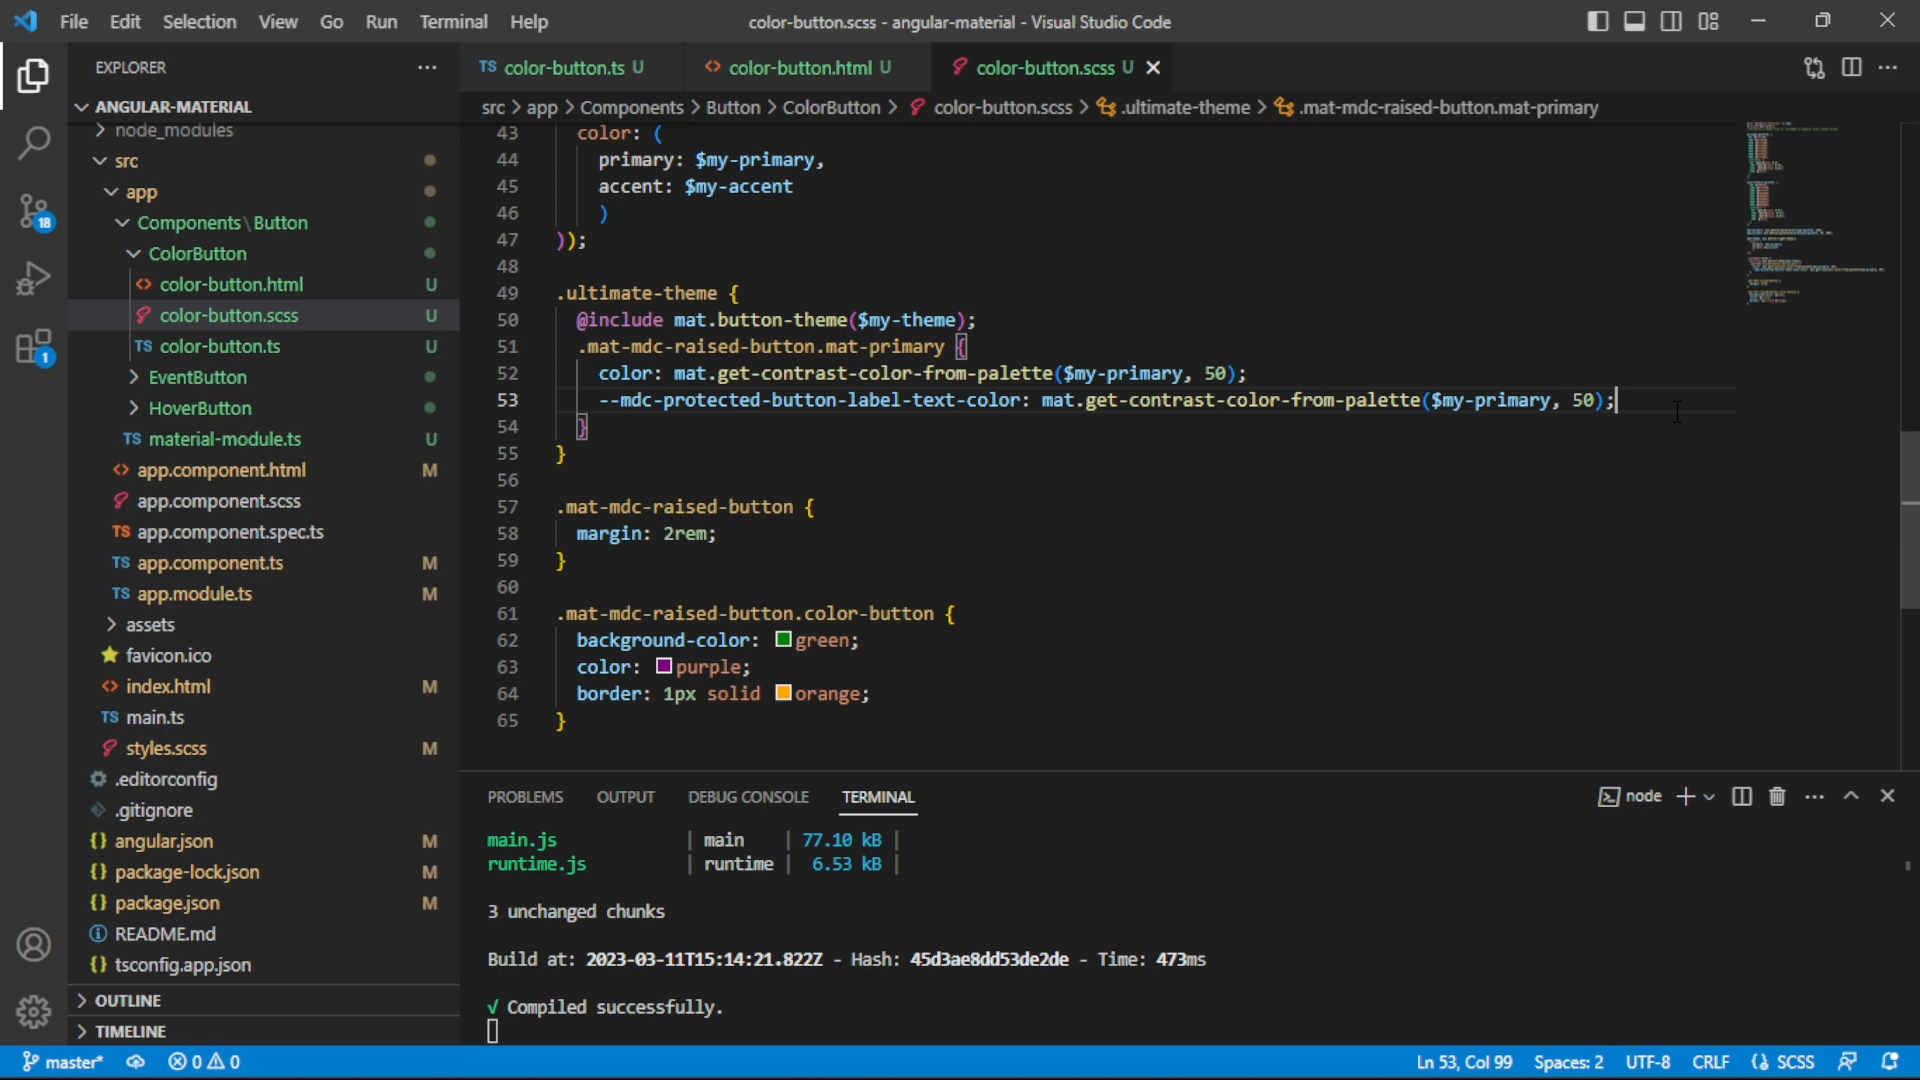 File Edit Selection View Go Run Terminal Help
color-button.scss - angular-material - Visual Studio Code
EXPLORER
TS color-button.ts U
<> color-button.html U
color-button.scss U
ANGULAR-MATERIAL
src > app > Components > Button > ColorButton > color-button.scss > .ultimate-theme > .mat-mdc-raised-button.mat-primary
node_modules
src
app
Components\Button
ColorButton
<> color-button.html U
color-button.scss U
TS color-button.ts U
EventButton
HoverButton
TS material-module.ts U
<> app.component.html M
app.component.scss
TS app.component.spec.ts
TS app.component.ts M
TS app.module.ts M
assets
favicon.ico
<> index.html M
TS main.ts
styles.scss M
.editorconfig
.gitignore
{} angular.json M
{} package-lock.json M
{} package.json M
README.md
{} tsconfig.app.json
OUTLINE
TIMELINE
18
1
43 color: (
44 primary: $my-primary,
45 accent: $my-accent
46 )
47 ));
48
49 .ultimate-theme {
50 @include mat.button-theme($my-theme);
51 .mat-mdc-raised-button.mat-primary {
52 color: mat.get-contrast-color-from-palette($my-primary, 50);
53 --mdc-protected-button-label-text-color: mat.get-contrast-color-from-palette($my-primary, 50);
54 }
55 }
56
57 .mat-mdc-raised-button {
58 margin: 2rem;
59 }
60
61 .mat-mdc-raised-button.color-button {
62 background-color: green;
63 color: purple;
64 border: 1px solid orange;
65 }
PROBLEMS OUTPUT DEBUG CONSOLE TERMINAL
node
main.js | main | 77.10 kB |
runtime.js | runtime | 6.53 kB |
3 unchanged chunks
Build at: 2023-03-11T15:14:21.822Z - Hash: 45d3ae8dd53de2de - Time: 473ms
√ Compiled successfully.
master* 0 0
Ln 53, Col 99 Spaces: 2 UTF-8 CRLF {} SCSS